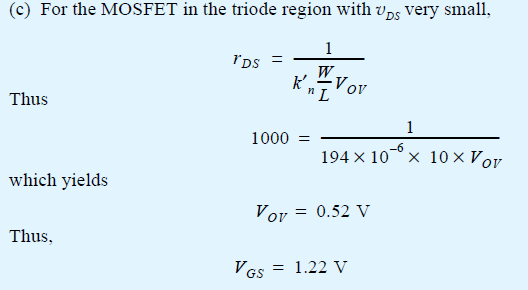 (c) For the MOSFET in the triode region with v_DS very small,
r_DS = 1 / (k'_n W/L V_OV)
Thus
1000 = 1 / (194 × 10^−6 × 10 × V_OV)
which yields
V_OV = 0.52 V
Thus,
V_GS = 1.22 V